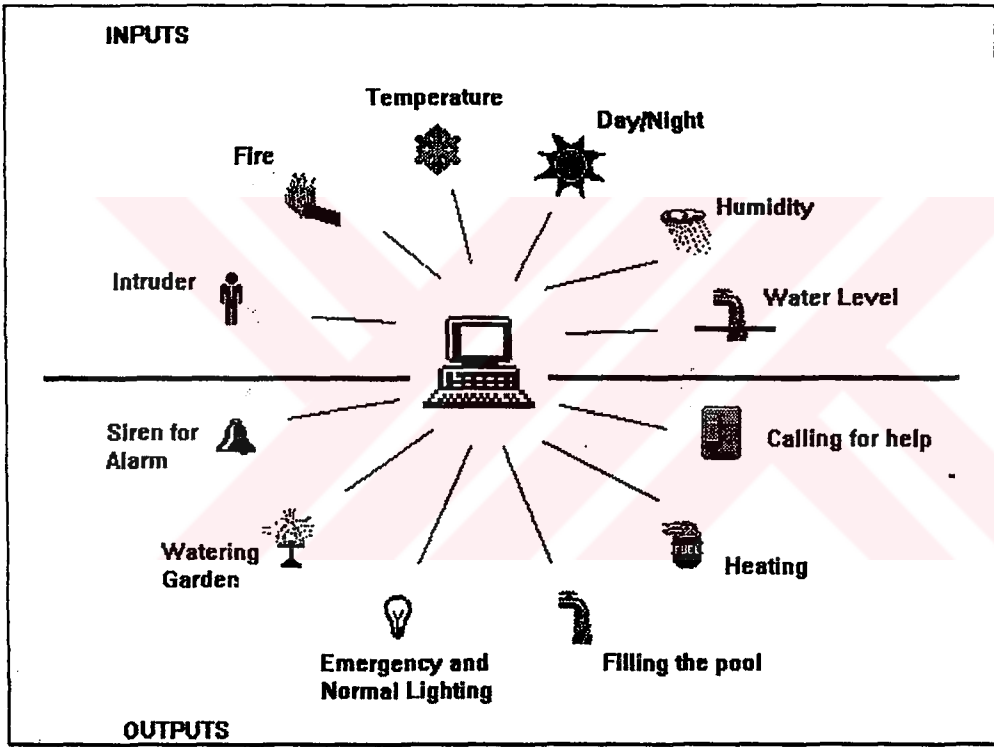 INPUTS
Temperature
Day/Night
Fire
Humidity
Intruder
Water Level
Siren for
Alarm
Calling for help
Watering
Garden
FUEL
Heating
Emergency and
Normal Lighting
Filling the pool
OUTPUTS